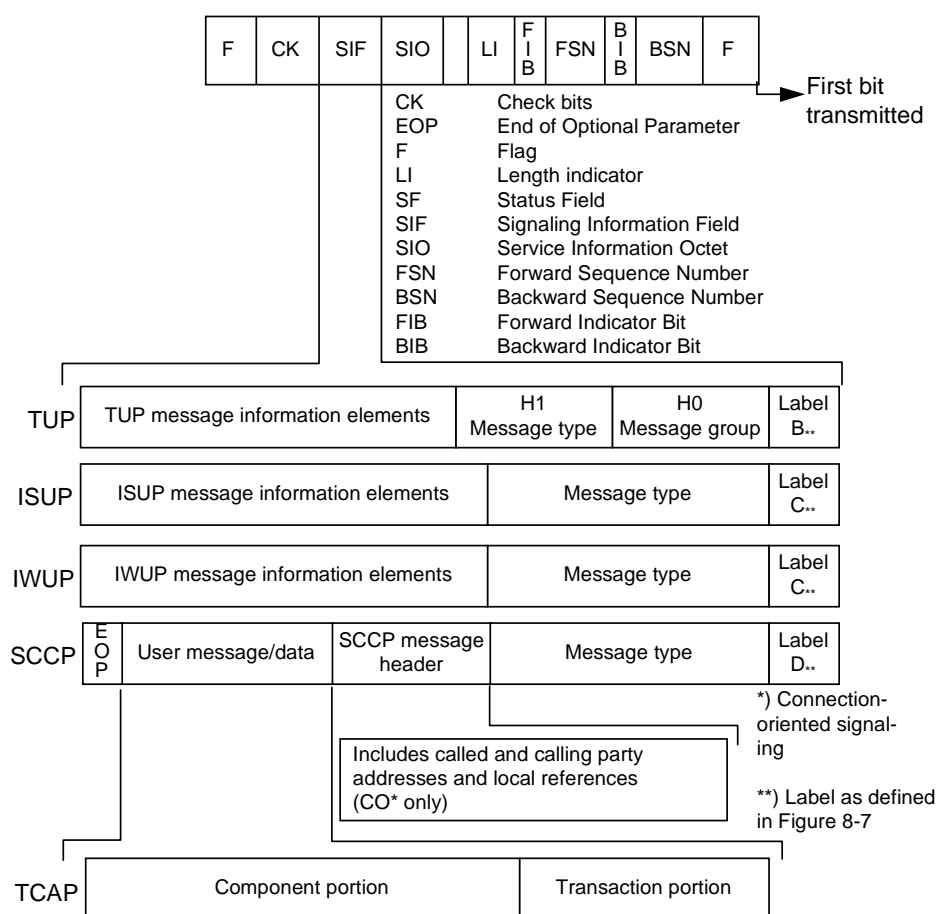 F CK SIF SIO LI FIB FSN BIB BSN F
First bit
transmitted
CK Check bits
EOP End of Optional Parameter
F Flag
LI Length indicator
SF Status Field
SIF Signaling Information Field
SIO Service Information Octet
FSN Forward Sequence Number
BSN Backward Sequence Number
FIB Forward Indicator Bit
BIB Backward Indicator Bit
TUP
TUP message information elements
H1
Message type
H0
Message group
Label
B**
ISUP
ISUP message information elements
Message type
Label
C**
IWUP
IWUP message information elements
Message type
Label
C**
SCCP
EOP
User message/data
SCCP message
header
Message type
Label
D**
*) Connection-
oriented signal-
ing
Includes called and calling party
addresses and local references
(CO* only)
**) Label as defined
in Figure 8-7
TCAP
Component portion
Transaction portion